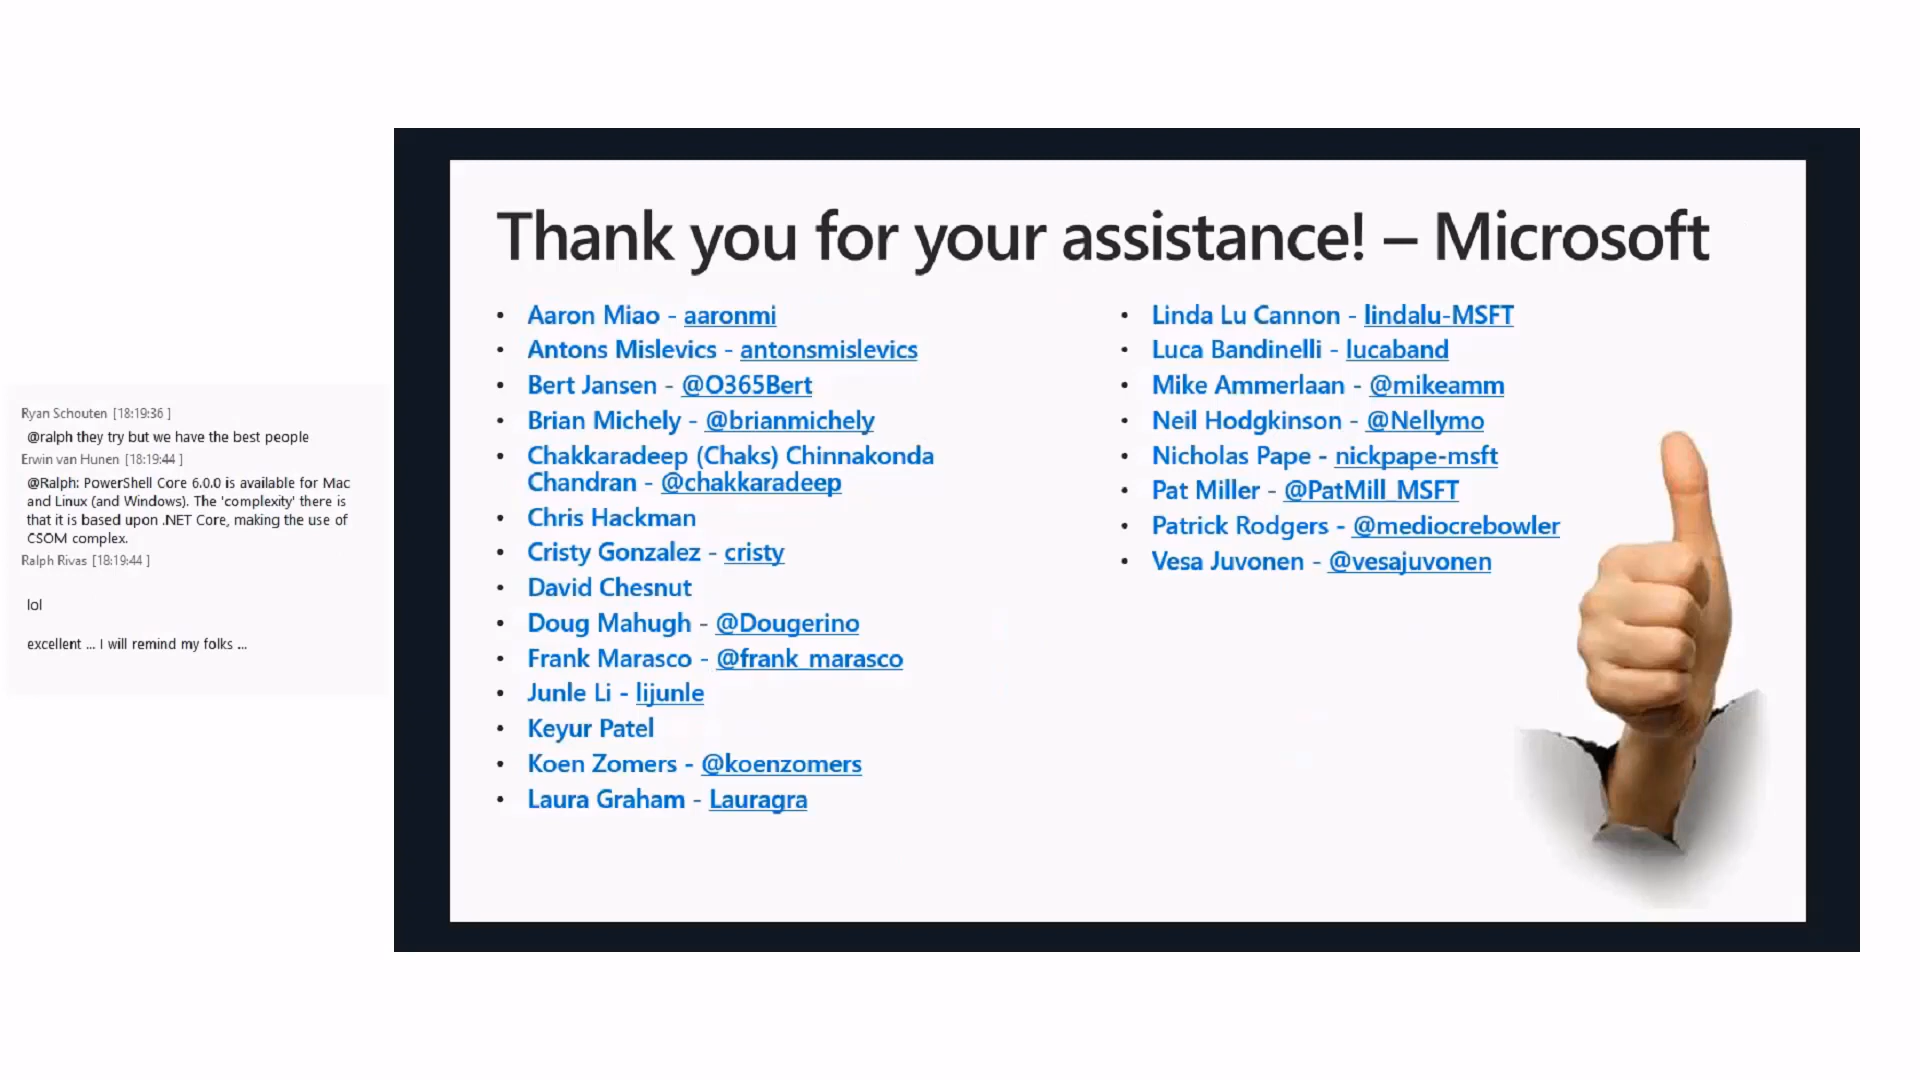 Ryan Schouten [18:19:36 ]
@ralph they try but we have the best people
Erwin van Hunen [18:19:44 ]
@Ralph: PowerShell Core 6.0.0 is available for Mac
and Linux (and Windows). The 'complexity' there is
that it is based upon .NET Core, making the use of
CSOM complex.
Ralph Rivas [18:19:44 ]
lol
excellent ... I will remind my folks ...
Thank you for your assistance! – Microsoft
• Aaron Miao - aaronmi
• Antons Mislevics - antonsmislevics
• Bert Jansen - @O365Bert
• Brian Michely - @brianmichely
• Chakkaradeep (Chaks) Chinnakonda
Chandran - @chakkaradeep
• Chris Hackman
• Cristy Gonzalez - cristy
• David Chesnut
• Doug Mahugh - @Dougerino
• Frank Marasco - @frank_marasco
• Junle Li - lijunle
• Keyur Patel
• Koen Zomers - @koenzomers
• Laura Graham - Lauragra
• Linda Lu Cannon - lindalu-MSFT
• Luca Bandinelli - lucaband
• Mike Ammerlaan - @mikeamm
• Neil Hodgkinson - @Nellymo
• Nicholas Pape - nickpape-msft
• Pat Miller - @PatMill_MSFT
• Patrick Rodgers - @mediocrebowler
• Vesa Juvonen - @vesajuvonen